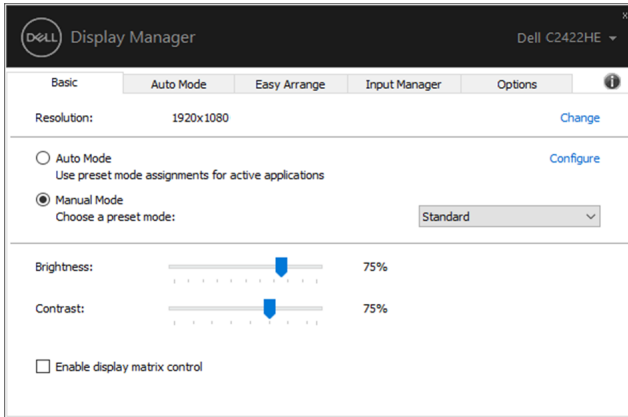 x
DELL Display Manager Dell C2422HE
Basic Auto Mode Easy Arrange Input Manager Options i
Resolution: 1920x1080 Change
Auto Mode Configure
Use preset mode assignments for active applications
Manual Mode
Choose a preset mode: Standard
Brightness: 75%
Contrast: 75%
Enable display matrix control